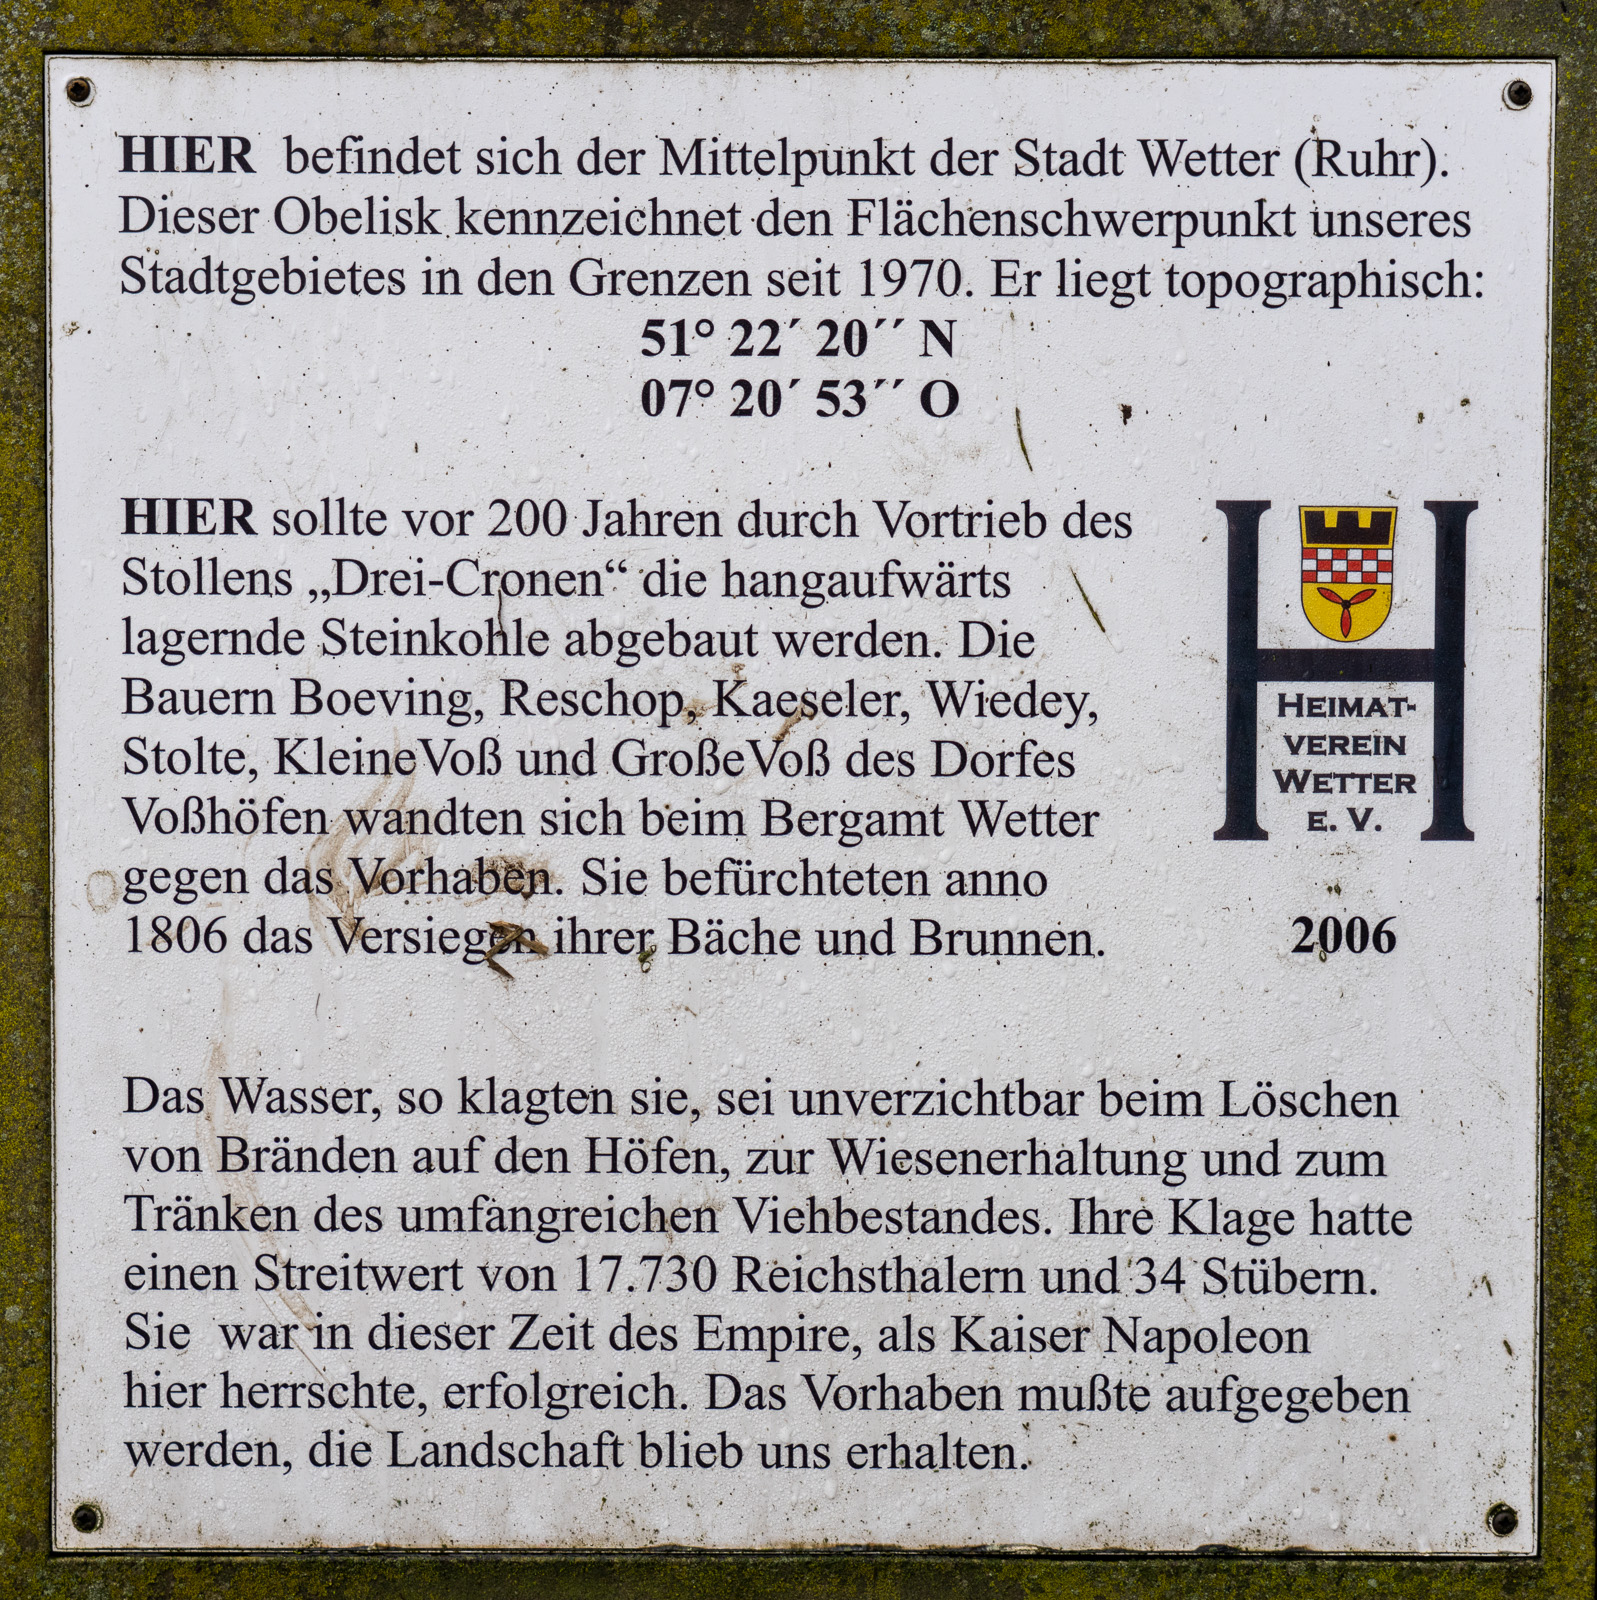 HIER befindet sich der Mittelpunkt der Stadt Wetter (Ruhr).
Dieser Obelisk kennzeichnet den Flächenschwerpunkt unseres
Stadtgebietes in den Grenzen seit 1970. Er liegt topographisch:
51° 22´ 20´´ N
07° 20´ 53´´ O
HIER sollte vor 200 Jahren durch Vortrieb des
Stollens „Drei-Cronen“ die hangaufwärts
lagernde Steinkohle abgebaut werden. Die
Bauern Boeving, Reschop, Kaeseler, Wiedey,
Stolte, KleineVoß und GroßeVoß des Dorfes
Voßhöfen wandten sich beim Bergamt Wetter
gegen das Vorhaben. Sie befürchteten anno
1806 das Versiegen ihrer Bäche und Brunnen.
HEIMAT-
VEREIN
WETTER
E. V.
2006
Das Wasser, so klagten sie, sei unverzichtbar beim Löschen
von Bränden auf den Höfen, zur Wiesenerhaltung und zum
Tränken des umfangreichen Viehbestandes. Ihre Klage hatte
einen Streitwert von 17.730 Reichsthalern und 34 Stübern.
Sie war in dieser Zeit des Empire, als Kaiser Napoleon
hier herrschte, erfolgreich. Das Vorhaben mußte aufgegeben
werden, die Landschaft blieb uns erhalten.